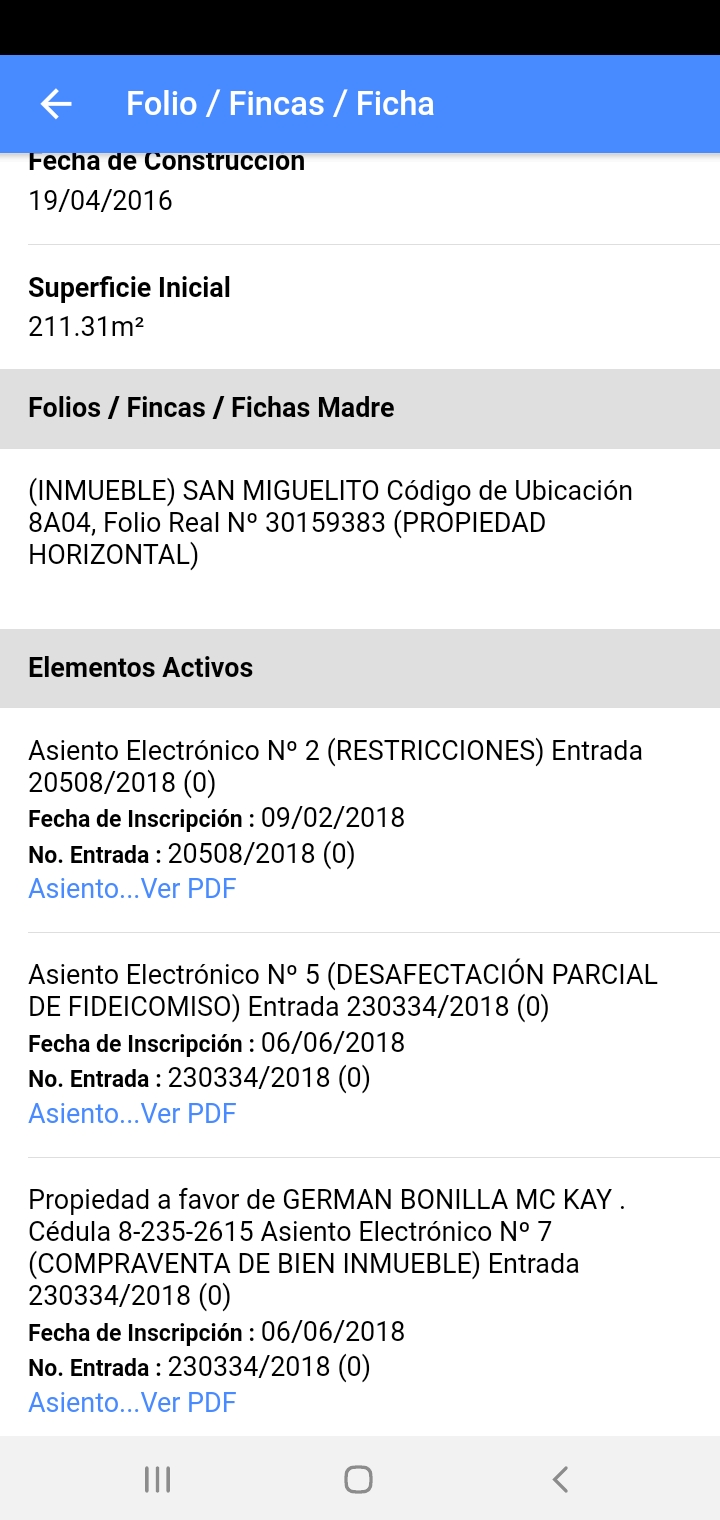 Folio / Fincas / Ficha
Fecha de Construcción
19/04/2016
Superficie Inicial
211.31m²
Folios / Fincas / Fichas Madre
(INMUEBLE) SAN MIGUELITO Código de Ubicación
8A04, Folio Real Nº 30159383 (PROPIEDAD
HORIZONTAL)
Elementos Activos
Asiento Electrónico Nº 2 (RESTRICCIONES) Entrada
20508/2018 (0)
Fecha de Inscripción : 09/02/2018
No. Entrada : 20508/2018 (0)
Asiento...Ver PDF
Asiento Electrónico Nº 5 (DESAFECTACIÓN PARCIAL
DE FIDEICOMISO) Entrada 230334/2018 (0)
Fecha de Inscripción : 06/06/2018
No. Entrada : 230334/2018 (0)
Asiento...Ver PDF
Propiedad a favor de GERMAN BONILLA MC KAY .
Cédula 8-235-2615 Asiento Electrónico Nº 7
(COMPRAVENTA DE BIEN INMUEBLE) Entrada
230334/2018 (0)
Fecha de Inscripción : 06/06/2018
No. Entrada : 230334/2018 (0)
Asiento...Ver PDF